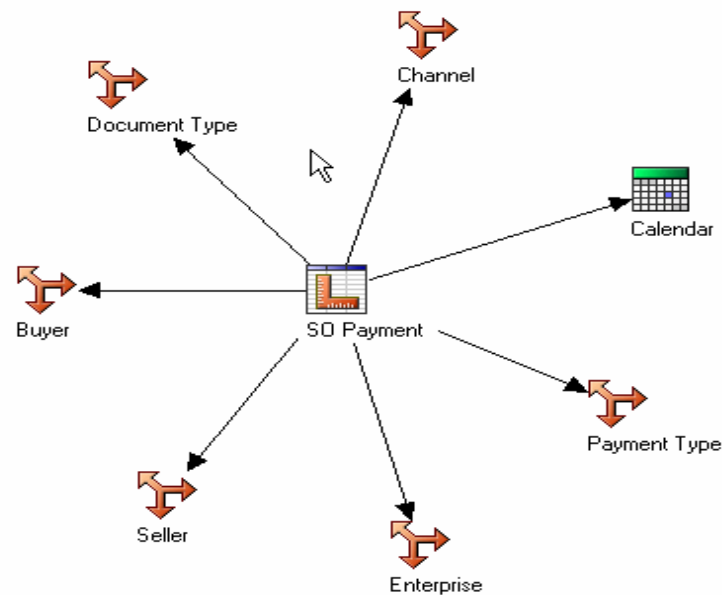 Channel
Document Type
Calendar
Buyer
SO Payment
Payment Type
Seller
Enterprise